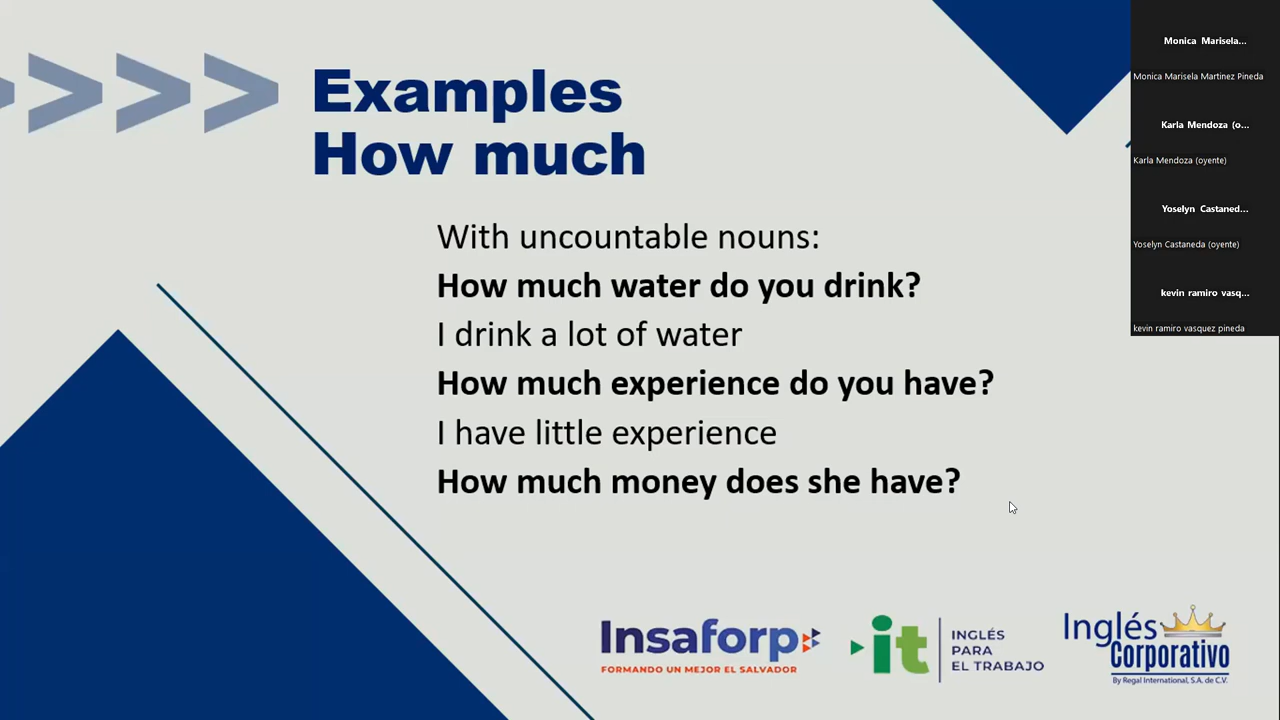 Examples
How much
With uncountable nouns:
How much water do you drink?
I drink a lot of water
How much experience do you have?
I have little experience
How much money does she have?
Monica Marisela...
Monica Marisela Martinez Pineda
Karla Mendoza (o...
Karla Mendoza (oyente)
Yoselyn Castaned...
Yoselyn Castaneda (oyente)
kevin ramiro vasq...
kevin ramiro vasquez pineda
Insaforp
FORMANDO UN MEJOR EL SALVADOR
it
INGLÉS
PARA
EL TRABAJO
Inglés
Corporativo
By Regal International, S.A. de C.V.